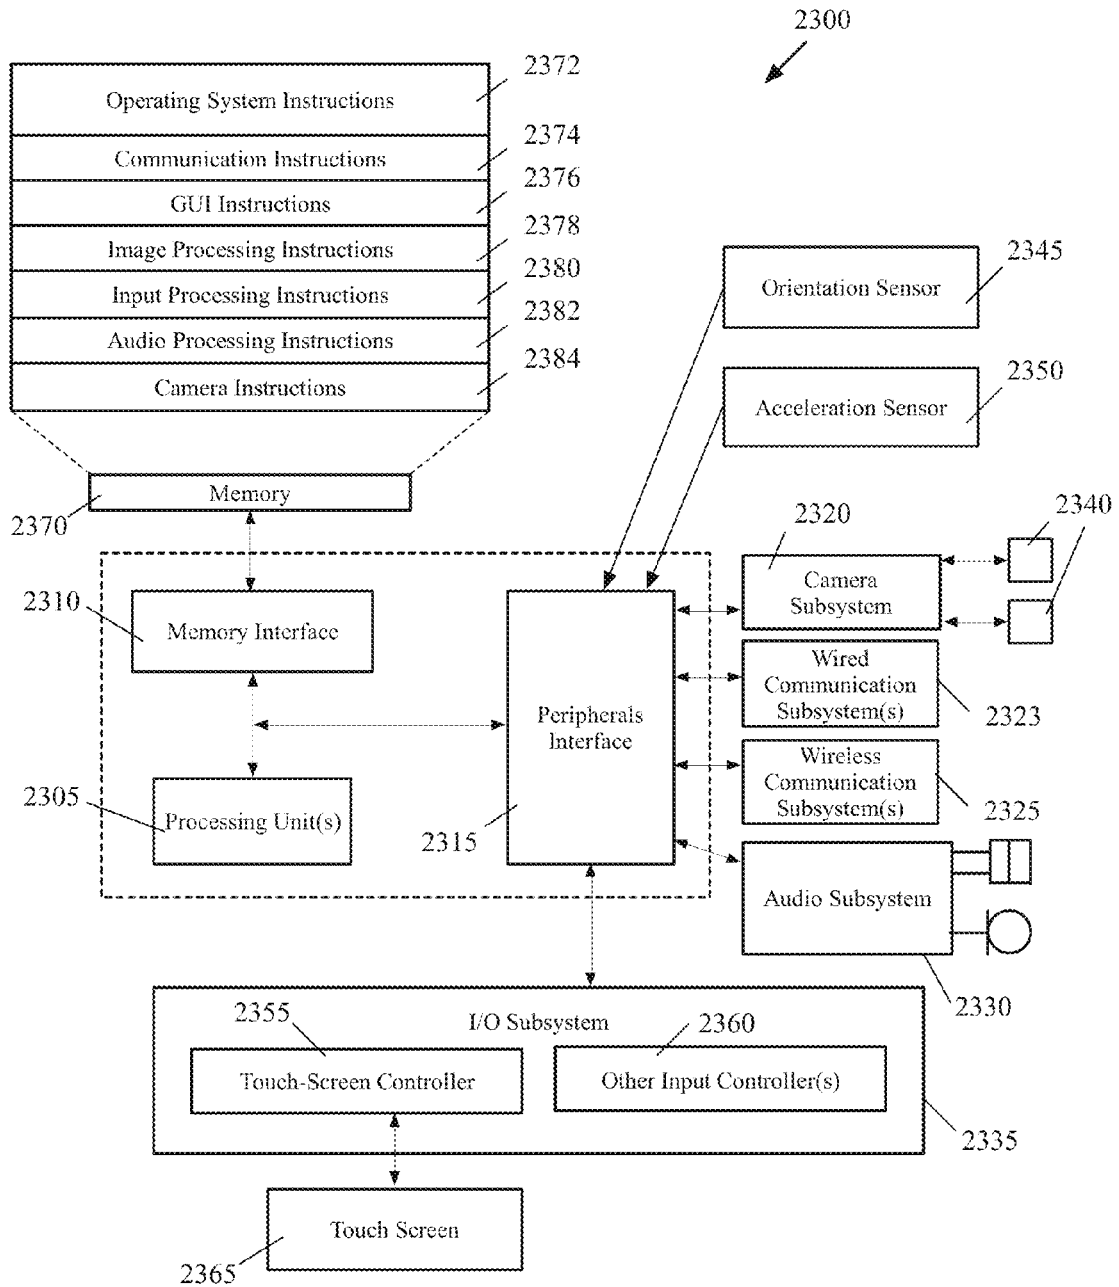 2300
2372
Operating System Instructions
2374
Communication Instructions
2376
GUI Instructions
2378
Image Processing Instructions
2380
Input Processing Instructions
2382
Audio Processing Instructions
2384
Camera Instructions
2345
Orientation Sensor
2350
Acceleration Sensor
Memory
2370
2320
2340
Camera
Subsystem
2310
Memory Interface
Wired
Communication
Subsystem(s)
2323
Peripherals
Interface
Wireless
Communication
Subsystem(s)
2325
2305
Processing Unit(s)
2315
Audio Subsystem
2330
2355
I/O Subsystem
2360
Touch-Screen Controller
Other Input Controller(s)
2335
Touch Screen
2365